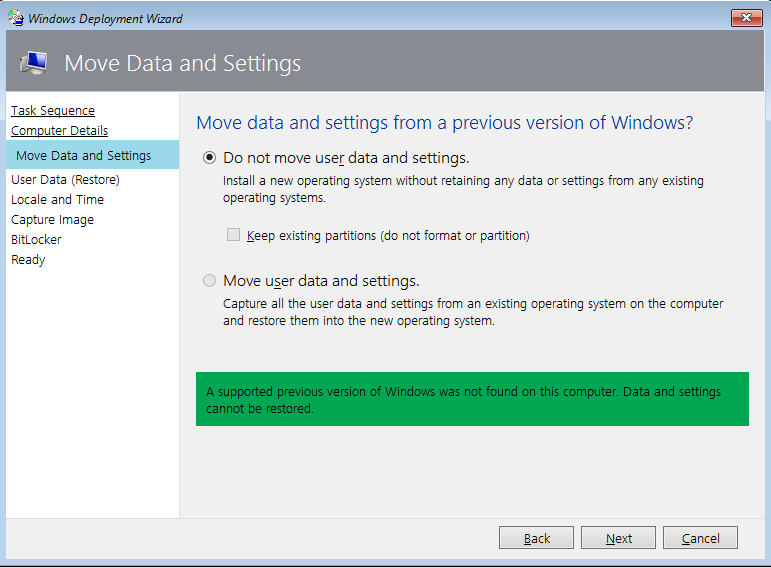 Windows Deployment Wizard
Move Data and Settings
Task Sequence
Computer Details
Move Data and Settings
User Data (Restore)
Locale and Time
Capture Image
BitLocker
Ready
Move data and settings from a previous version of Windows?
Do not move user data and settings.
Install a new operating system without retaining any data or settings from any existing
operating systems.
Keep existing partitions (do not format or partition)
Move user data and settings.
Capture all the user data and settings from an existing operating system on the computer
and restore them into the new operating system.
A supported previous version of Windows was not found on this computer. Data and settings
cannot be restored.
Back
Next
Cancel